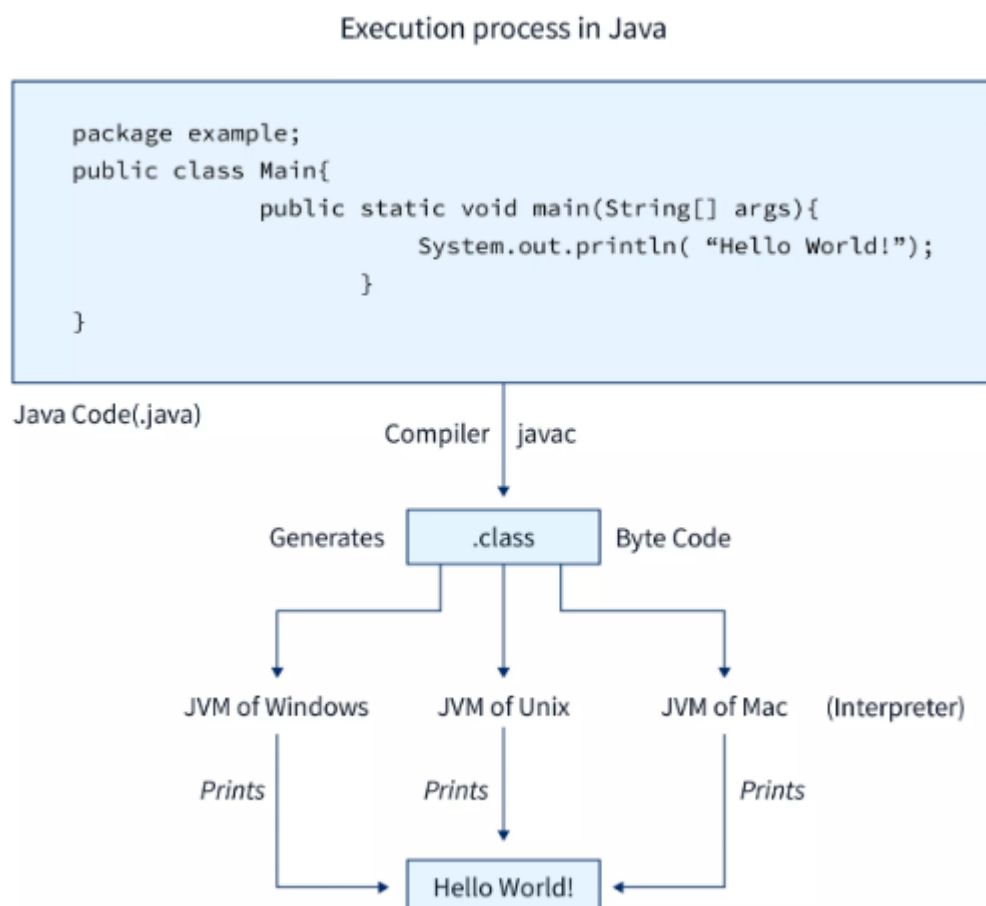 Execution process in Java
package example;
public class Main{
public static void main(String[] args){
System.out.println( “Hello World!”);
}
}
Java Code(.java)
Compiler javac
Generates .class Byte Code
JVM of Windows JVM of Unix JVM of Mac (Interpreter)
Prints Prints Prints
Hello World!